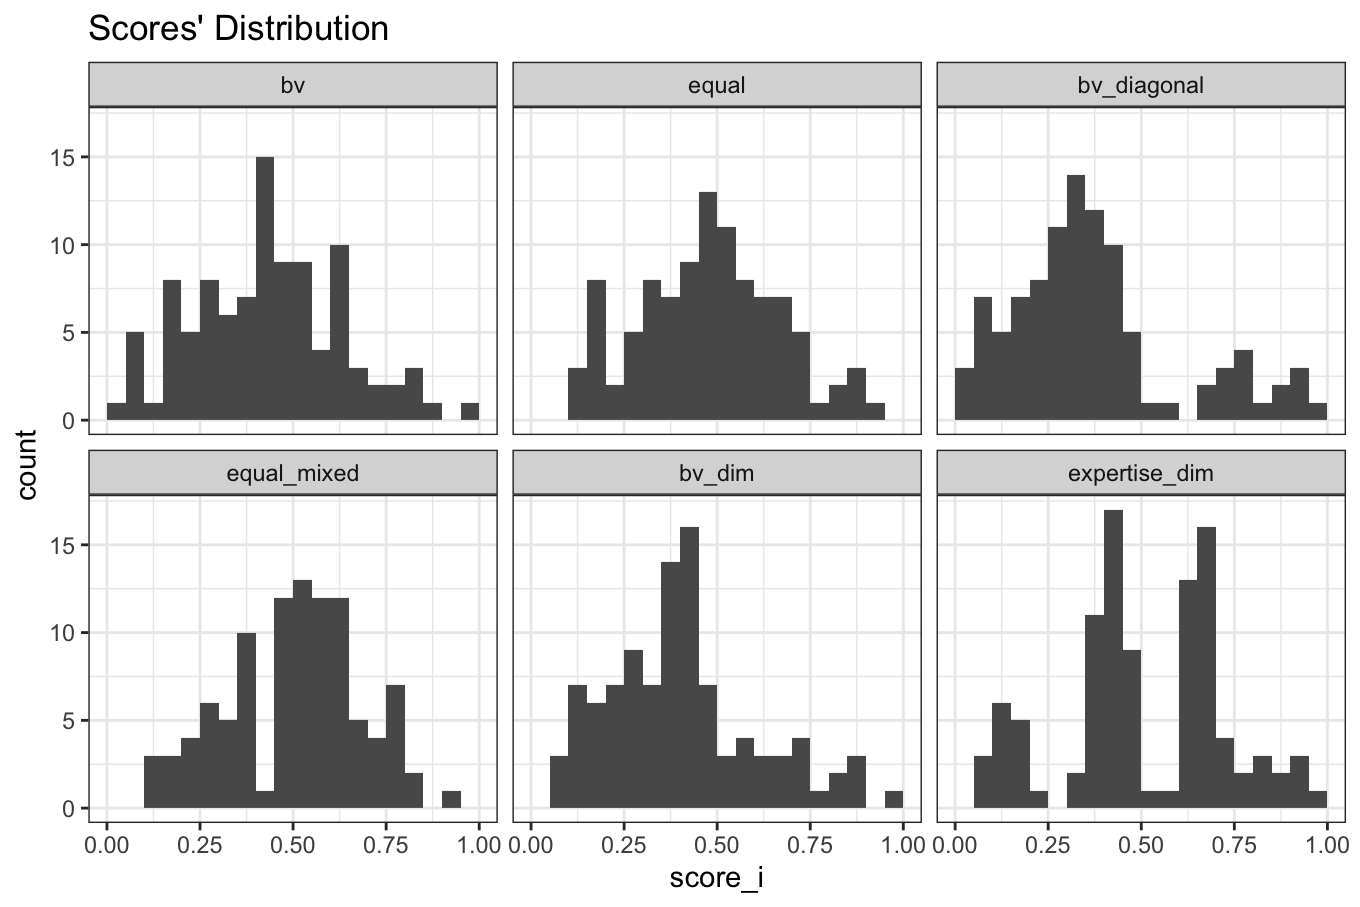 Scores' Distribution
bv
equal
bv_diagonal
15
10
5
0
equal_mixed
bv_dim
expertise_dim
15
10
5
0
count
0.00 0.25 0.50 0.75 1.00 0.00 0.25 0.50 0.75 1.00 0.00 0.25 0.50 0.75 1.00
score_i